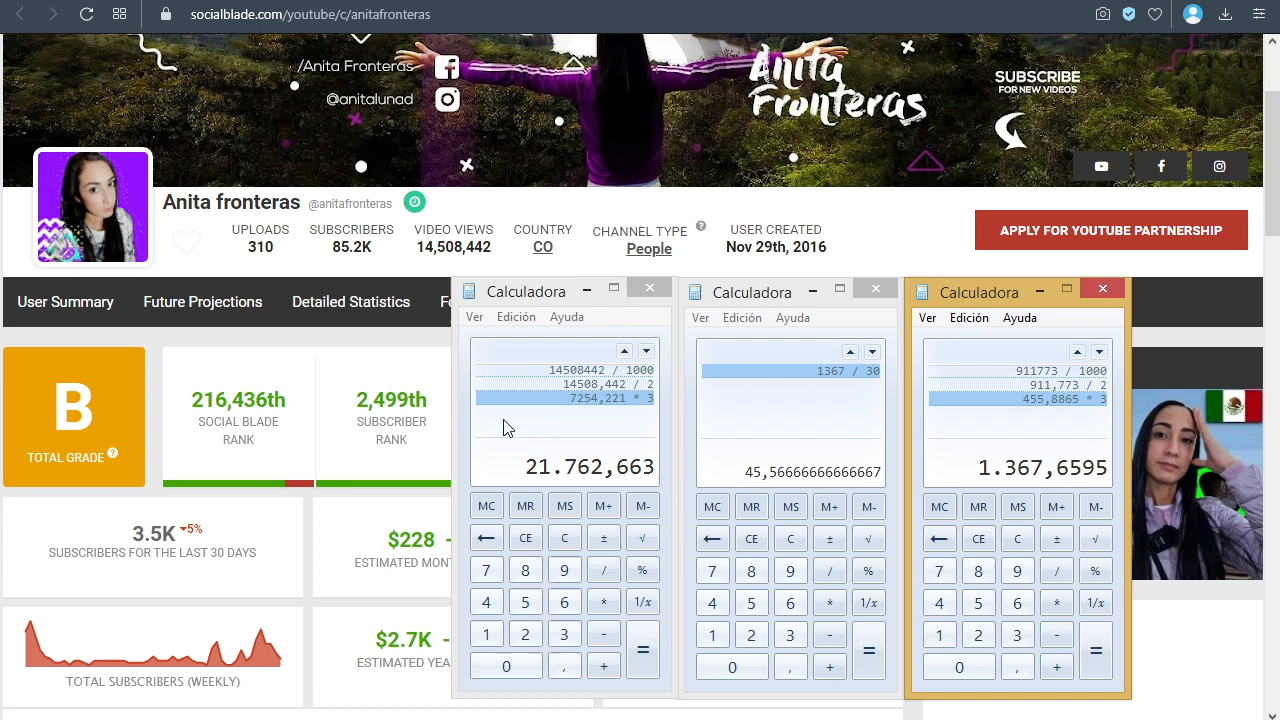 socialblade.com/youtube/c/anitafronteras
/Anita Fronteras
@anitalunad
Anita
Fronteras
SUBSCRIBE
FOR NEW VIDEOS
Anita fronteras @anitafronteras
UPLOADS
310
SUBSCRIBERS
85.2K
VIDEO VIEWS
14,508,442
COUNTRY
CO
CHANNEL TYPE
People
USER CREATED
Nov 29th, 2016
APPLY FOR YOUTUBE PARTNERSHIP
User Summary
Future Projections
Detailed Statistics
B
TOTAL GRADE
216,436th
SOCIAL BLADE
RANK
2,499th
SUBSCRIBER
RANK
3.5K 5%
SUBSCRIBERS FOR THE LAST 30 DAYS
$228 -
ESTIMATED MON
TOTAL SUBSCRIBERS (WEEKLY)
$2.7K -
ESTIMATED YEA
Calculadora
Ver Edición Ayuda
14508442 / 1000
14508,442 / 2
7254,221 * 3
21.762,663
MC MR MS M+ M-
← CE C ± √
7 8 9 / %
4 5 6 * 1/x
1 2 3 - =
0 , +
Calculadora
Ver Edición Ayuda
1367 / 30
45,56666666666667
MC MR MS M+ M-
← CE C ± √
7 8 9 / %
4 5 6 * 1/x
1 2 3 - =
0 , +
Calculadora
Ver Edición Ayuda
911773 / 1000
911,773 / 2
455,8865 * 3
1.367,6595
MC MR MS M+ M-
← CE C ± √
7 8 9 / %
4 5 6 * 1/x
1 2 3 - =
0 , +